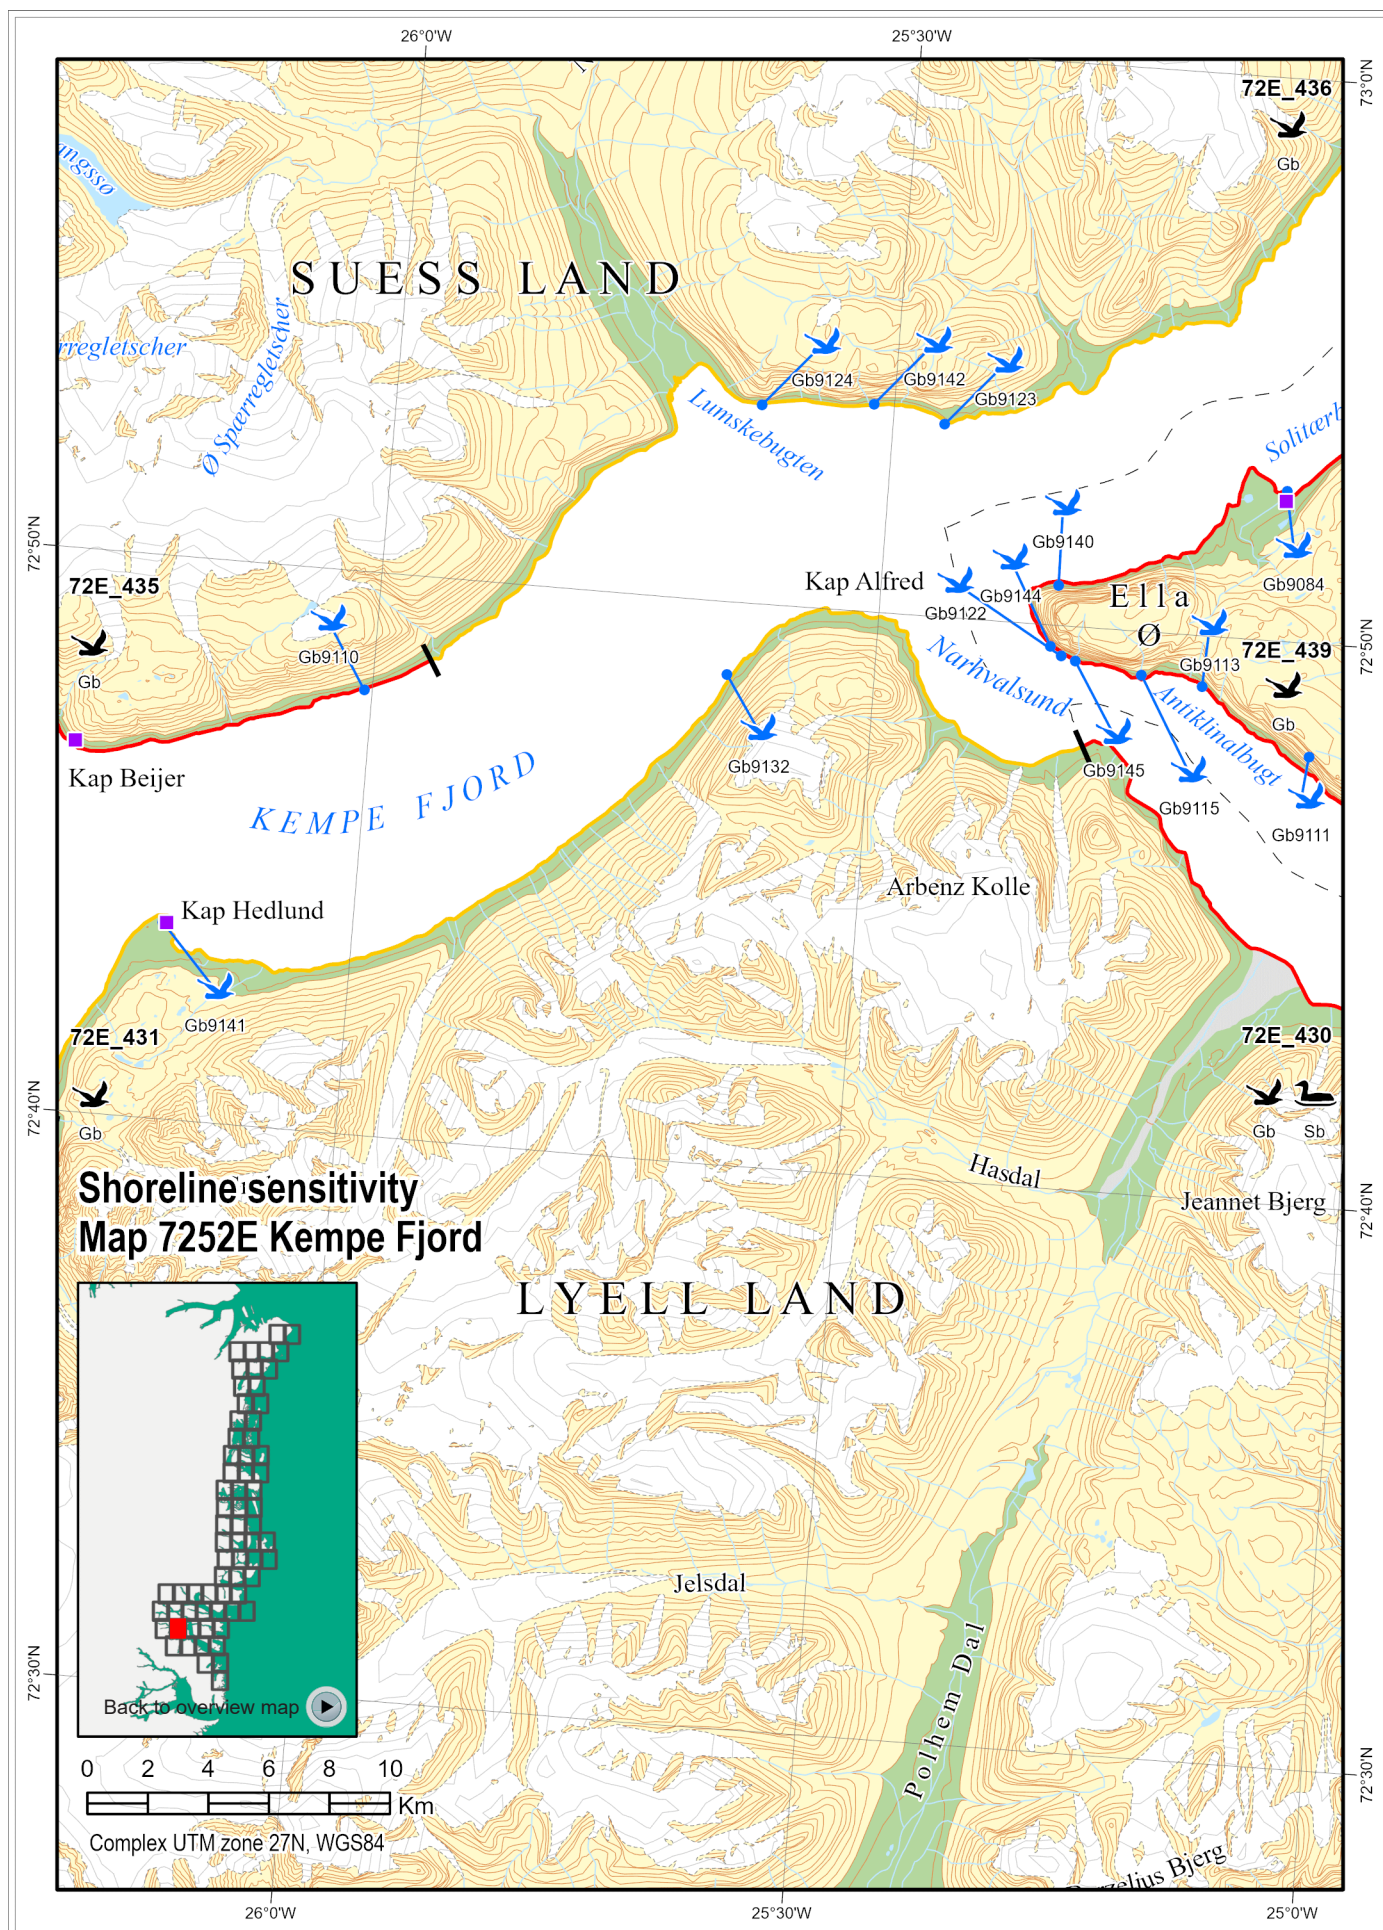 26°0'W
25°30'W
73°0'N
72E_436
Gb
SUESS LAND
Ø Spærregletscher
Gb9124
Gb9142
Gb9123
Lumskebugten
72°50'N
72E_435
Gb
Gb9110
Kap Beijer
KEMPE FJORD
Kap Alfred
Gb9140
Gb9144
Gb9122
Ella
Ø
Gb9084
Gb9113
72E_439
Gb
72°50'N
Narhvalsund
Antiklinalbugt
Gb9132
Gb9145
Gb9115
Gb9111
Arbenz Kolle
Kap Hedlund
Gb9141
72E_431
Gb
72E_430
Gb
Sb
72°40'N
Hasdal
Jeannet Bjerg
72°40'N
Shoreline sensitivity
Map 7252E Kempe Fjord
LYELL LAND
Jelsdal
Polhem Dal
72°30'N
72°30'N
Back to overview map
0 2 4 6 8 10
Km
Complex UTM zone 27N, WGS84
Bjerg
26°0'W
25°30'W
25°0'W